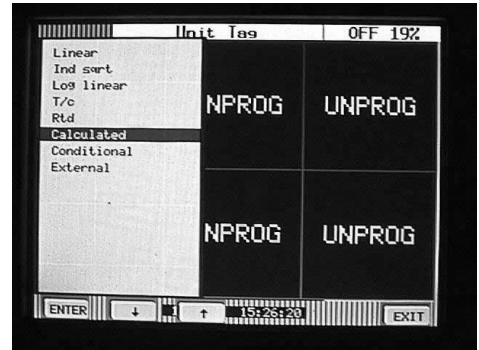 Unit Tag OFF 19%
Linear
Ind sqrt
Log linear
T/c
Rtd
Calculated
Conditional
External
NPROG UNPROG
NPROG UNPROG
ENTER ↓ ↑ 15:26:20 EXIT